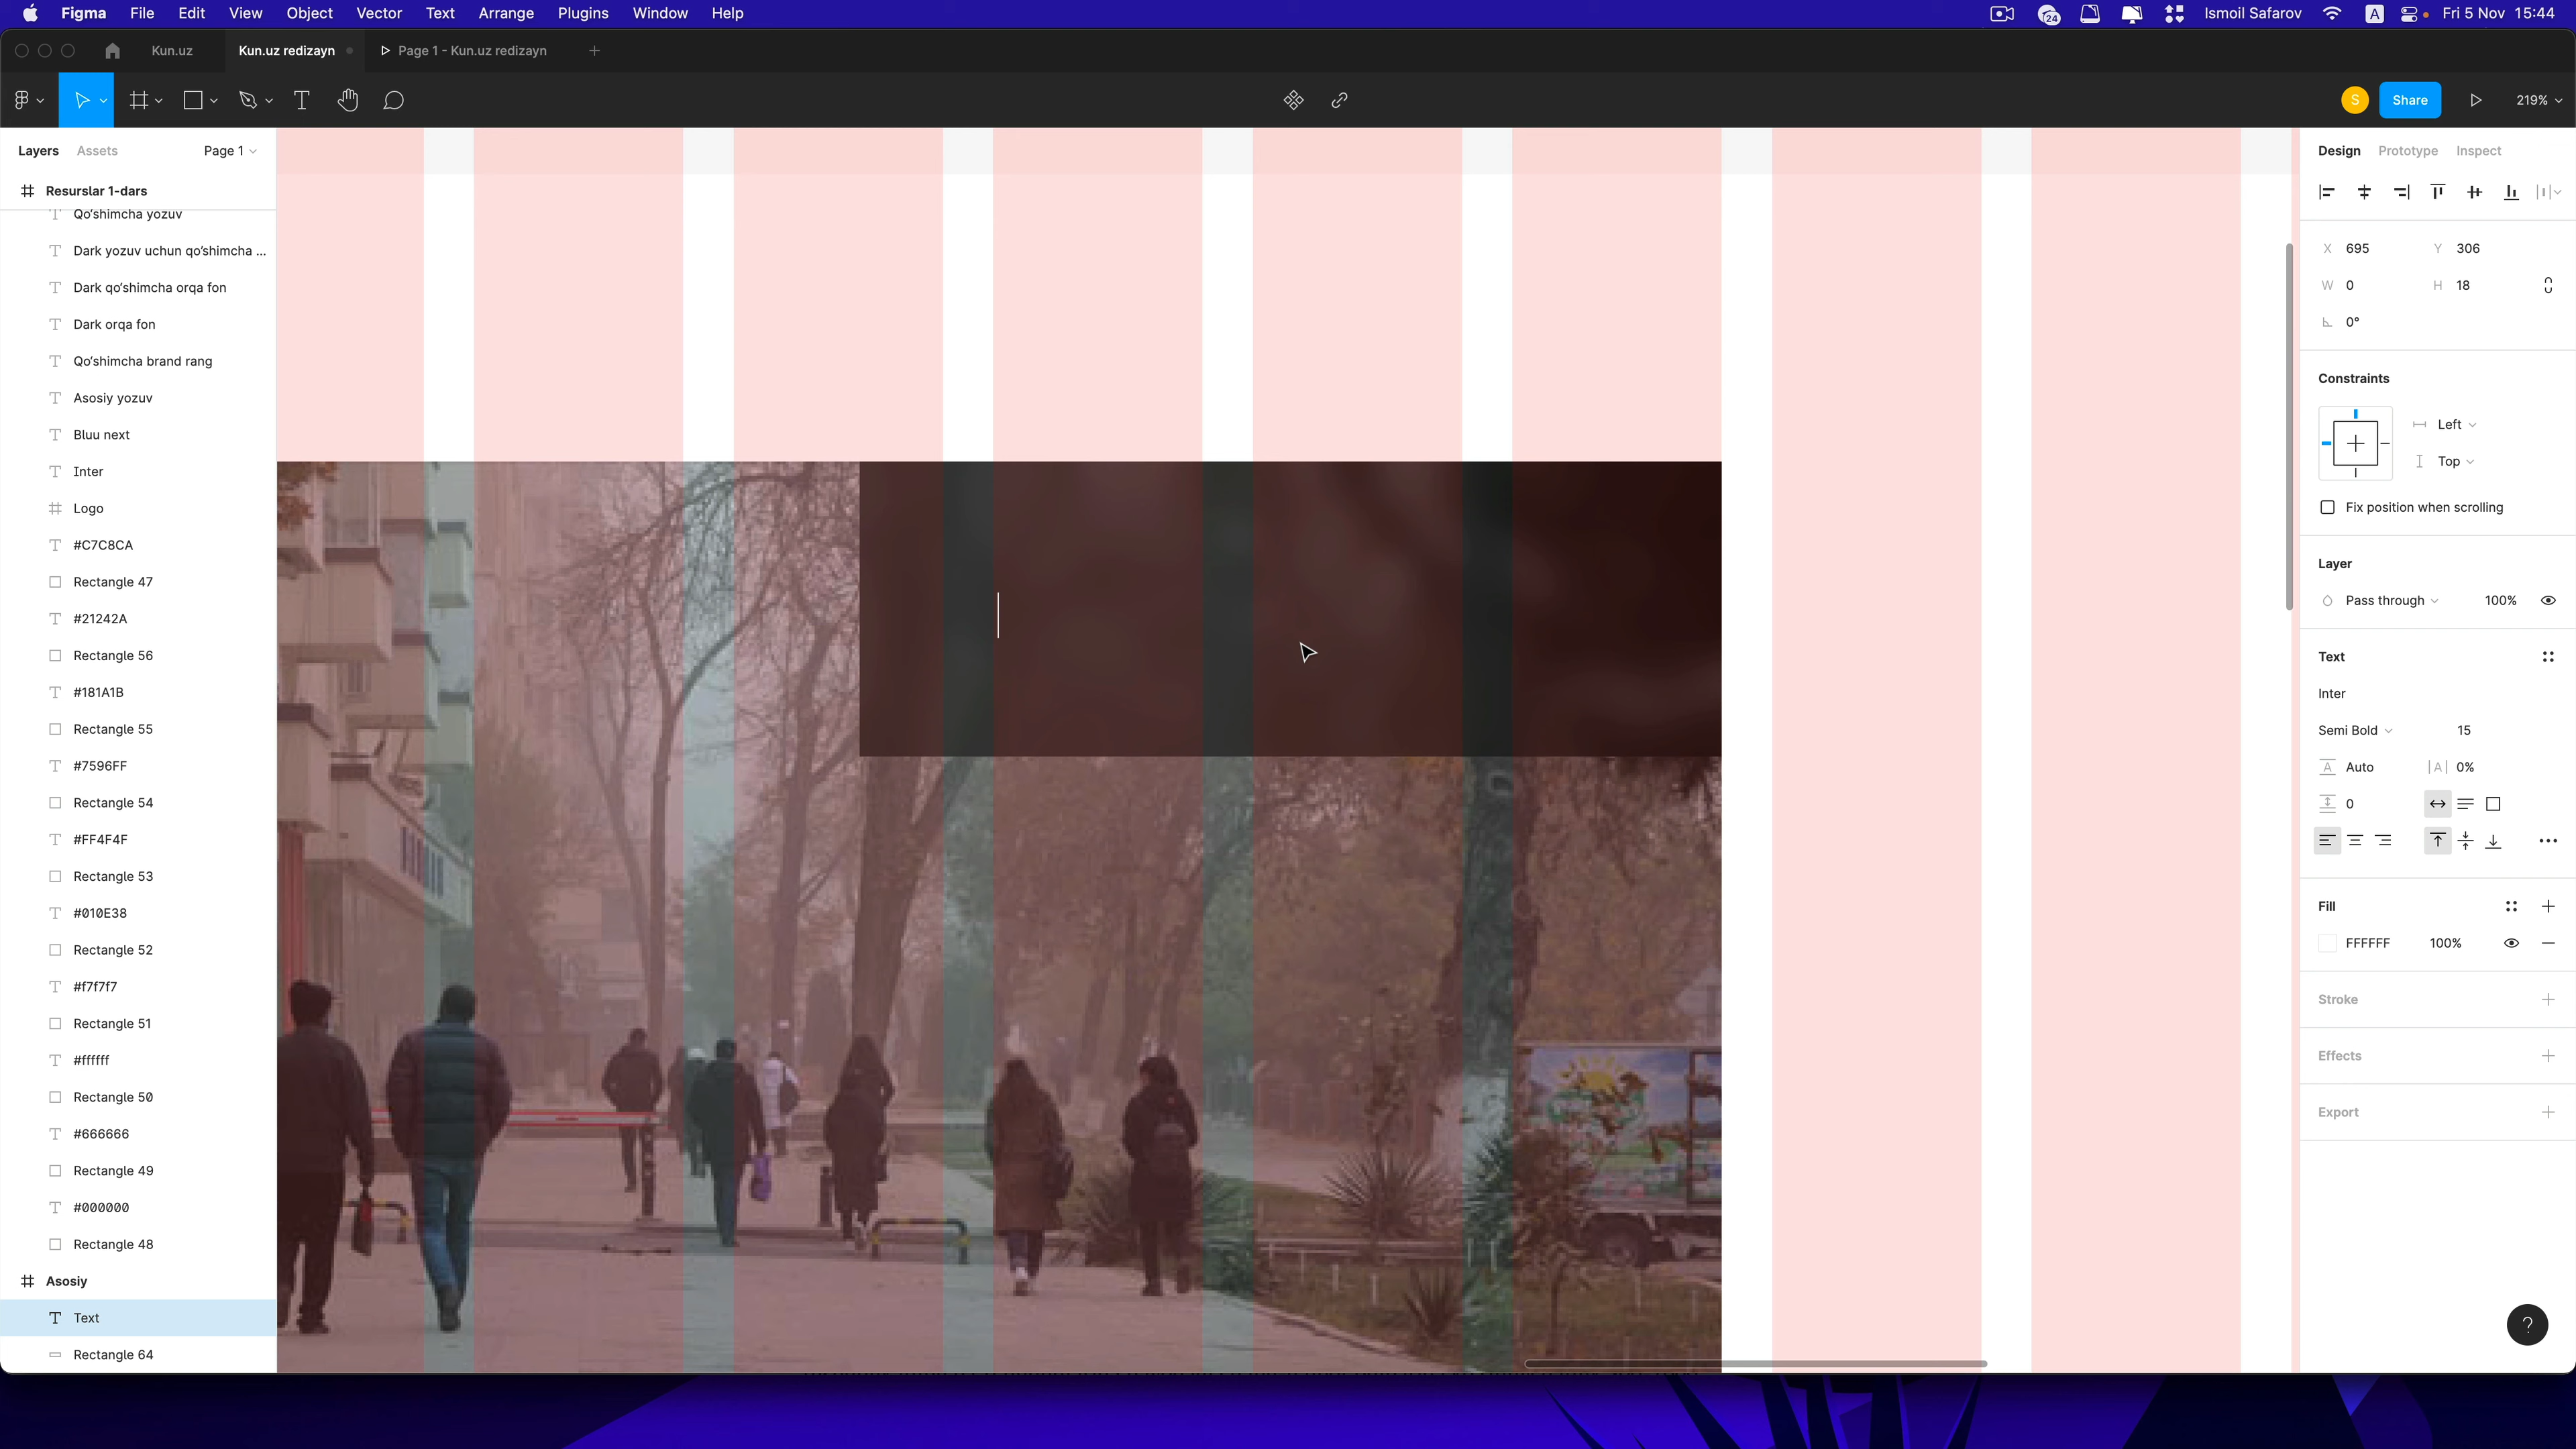 Figma File Edit View Object Vector Text Arrange Plugins Window Help
24 Ismoil Safarov A Fri 5 Nov 15:44
Kun.uz Kun.uz redizayn Page 1 - Kun.uz redizayn
S Share 219%
Layers Assets Page 1
Resurslar 1-dars
Qo‘shimcha yozuv
Dark yozuv uchun qo’shimcha ...
Dark qo‘shimcha orqa fon
Dark orqa fon
Qo‘shimcha brand rang
Asosiy yozuv
Bluu next
Inter
Logo
#C7C8CA
Rectangle 47
#21242A
Rectangle 56
#181A1B
Rectangle 55
#7596FF
Rectangle 54
#FF4F4F
Rectangle 53
#010E38
Rectangle 52
#f7f7f7
Rectangle 51
#ffffff
Rectangle 50
#666666
Rectangle 49
#000000
Rectangle 48
Asosiy
Text
Rectangle 64
Design Prototype Inspect
X 695 Y 306
W 0 H 18
0°
Constraints
Left
Top
Fix position when scrolling
Layer
Pass through 100%
Text
Inter
Semi Bold 15
A Auto |A| 0%
0
Fill
FFFFFF 100%
Stroke
Effects
Export
?